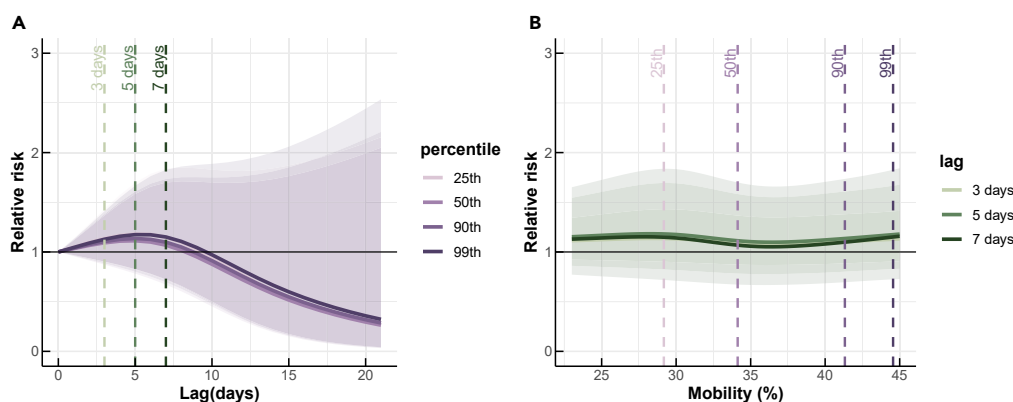 A
3
2
1
0
Relative risk
3 days
5 days
7 days
0
5
10
15
20
Lag(days)
percentile
25th
50th
90th
99th
B
3
2
1
0
Relative risk
25th
50th
90th
99th
25
30
35
40
45
Mobility (%)
lag
3 days
5 days
7 days